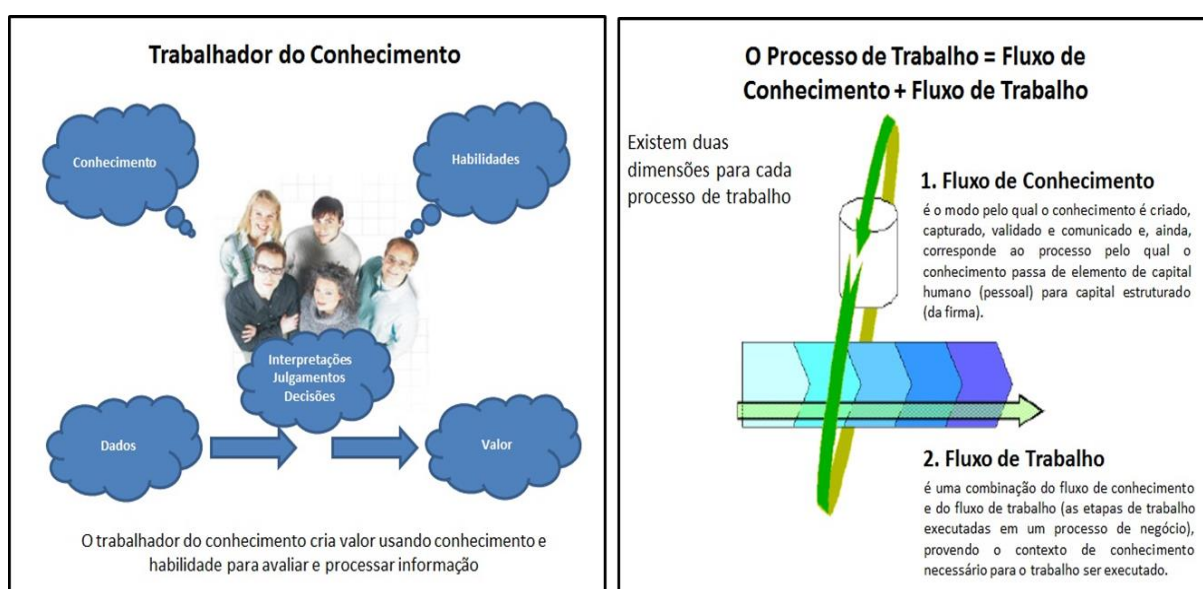 Trabalhador do Conhecimento
Conhecimento
Habilidades
Interpretações
Julgamentos
Decisões
Dados
Valor
O trabalhador do conhecimento cria valor usando conhecimento e
habilidade para avaliar e processar informação
O Processo de Trabalho = Fluxo de
Conhecimento + Fluxo de Trabalho
Existem duas
dimensões para cada
processo de trabalho
1. Fluxo de Conhecimento
é o modo pelo qual o conhecimento é criado,
capturado, validado e comunicado e, ainda,
corresponde ao processo pelo qual o
conhecimento passa de elemento de capital
humano (pessoal) para capital estruturado
(da firma).
2. Fluxo de Trabalho
é uma combinação do fluxo de conhecimento
e do fluxo de trabalho (as etapas de trabalho
executadas em um processo de negócio),
provendo o contexto de conhecimento
necessário para o trabalho ser executado.